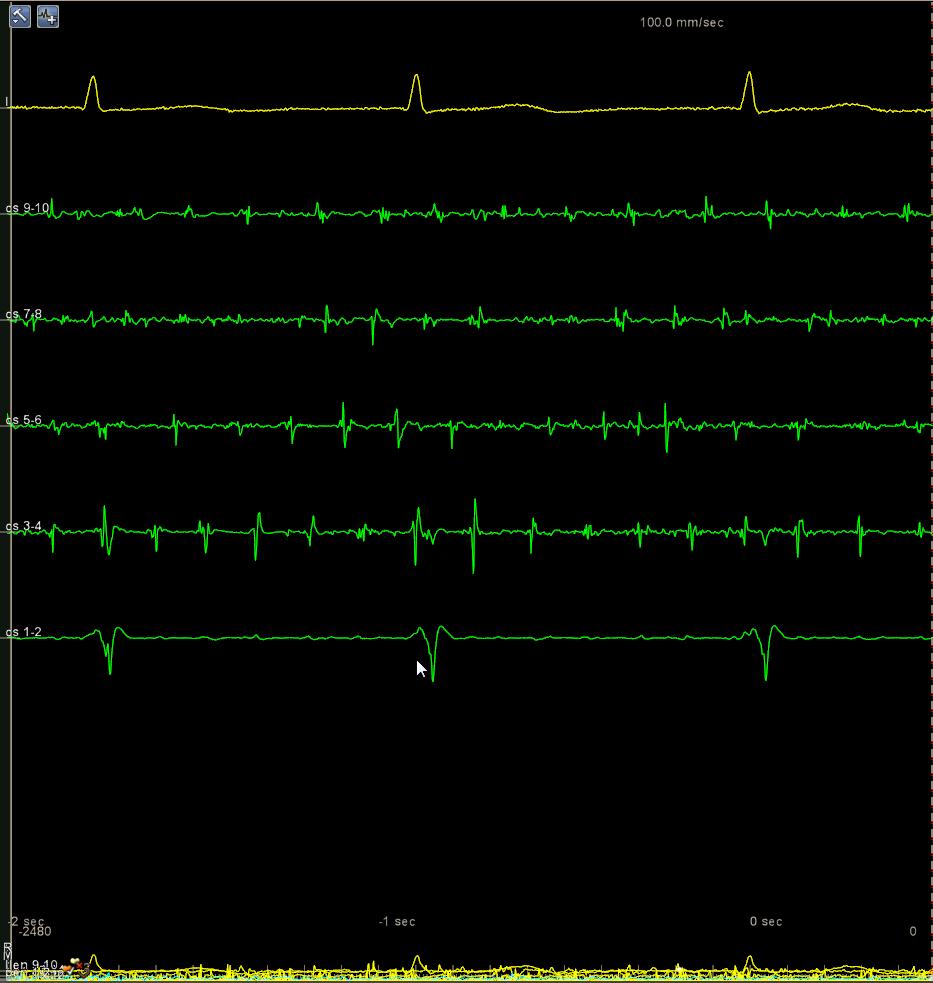 100.0 mm/sec
I
cs 9-10
cs 7-8
cs 5-6
cs 3-4
cs 1-2
-2 sec
-1 sec
0 sec
-2480
0